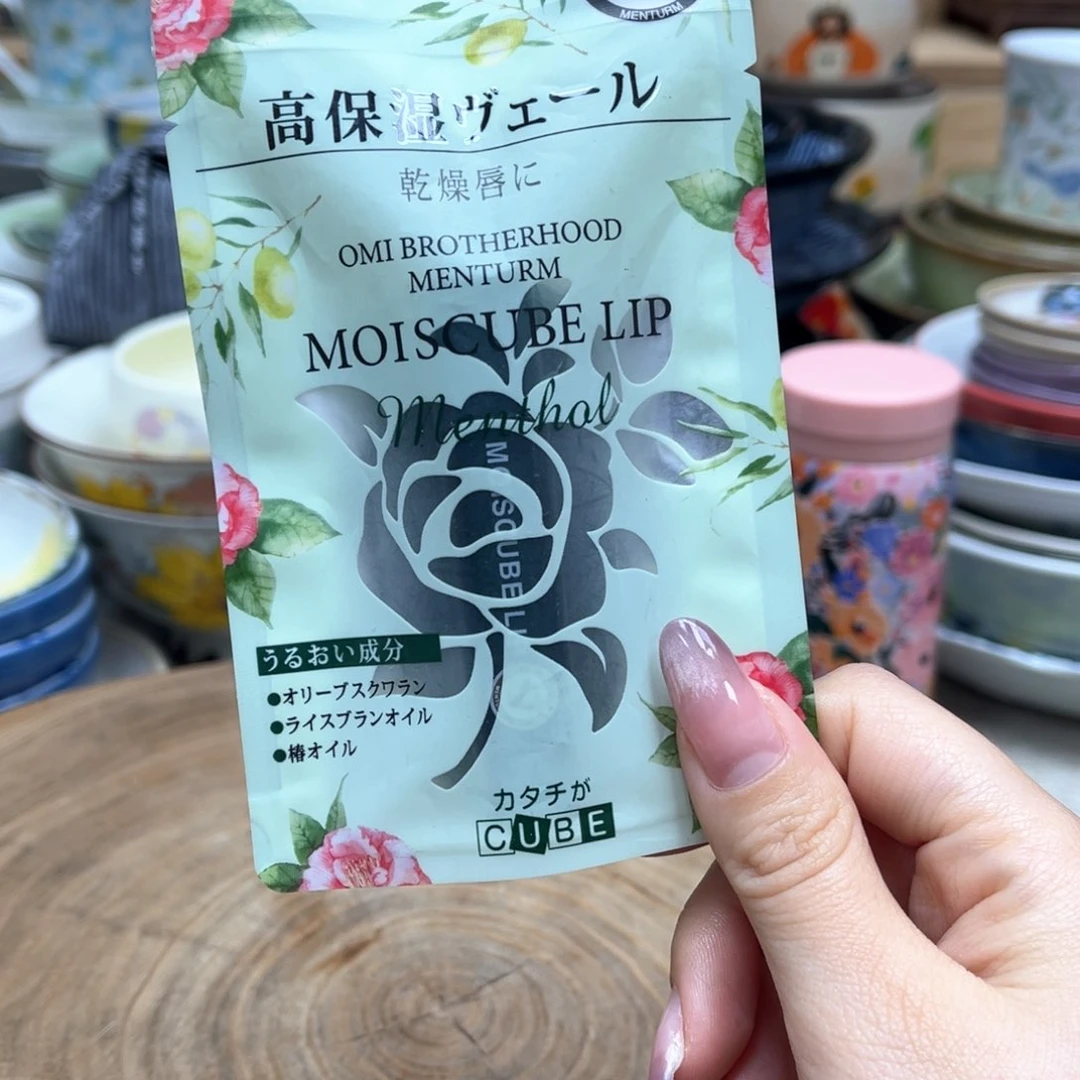 MENTURM
高保湿ヴェール
乾燥唇に
OMI BROTHERHOOD
MENTURM
MOISCUBE LIP
Menthol
うるおい成分
●オリーブスクワラン
●ライスブランオイル
●椿オイル
カタチが
CUBE